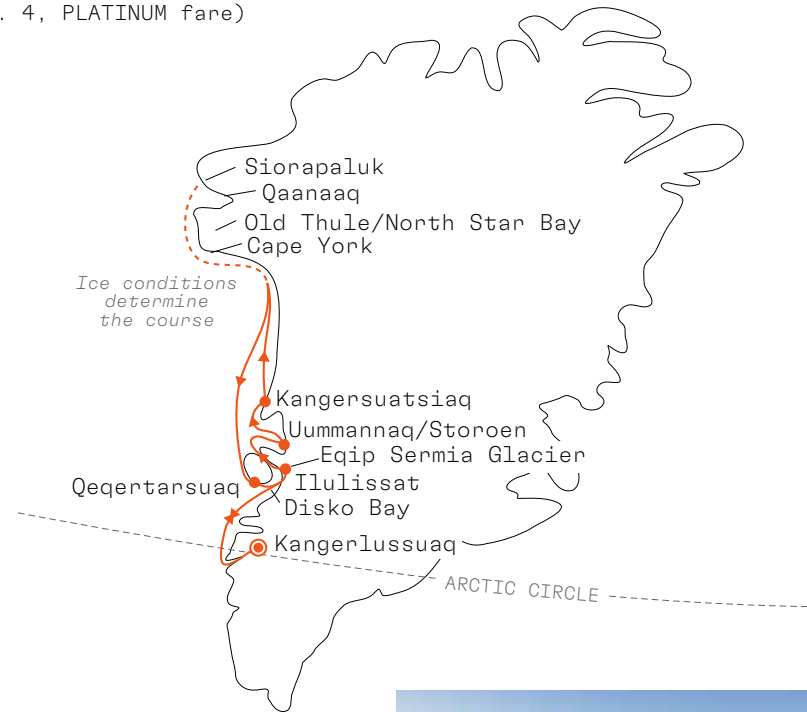 . 4, PLATINUM fare)
Siorapaluk
Qaanaaq
Old Thule/North Star Bay
Cape York
Ice conditions
determine
the course
Kangersuatsiaq
Uummannaq/Storoen
Eqip Sermia Glacier
Ilulissat
Qeqertarsuaq
Disko Bay
Kangerlussuaq
ARCTIC CIRCLE